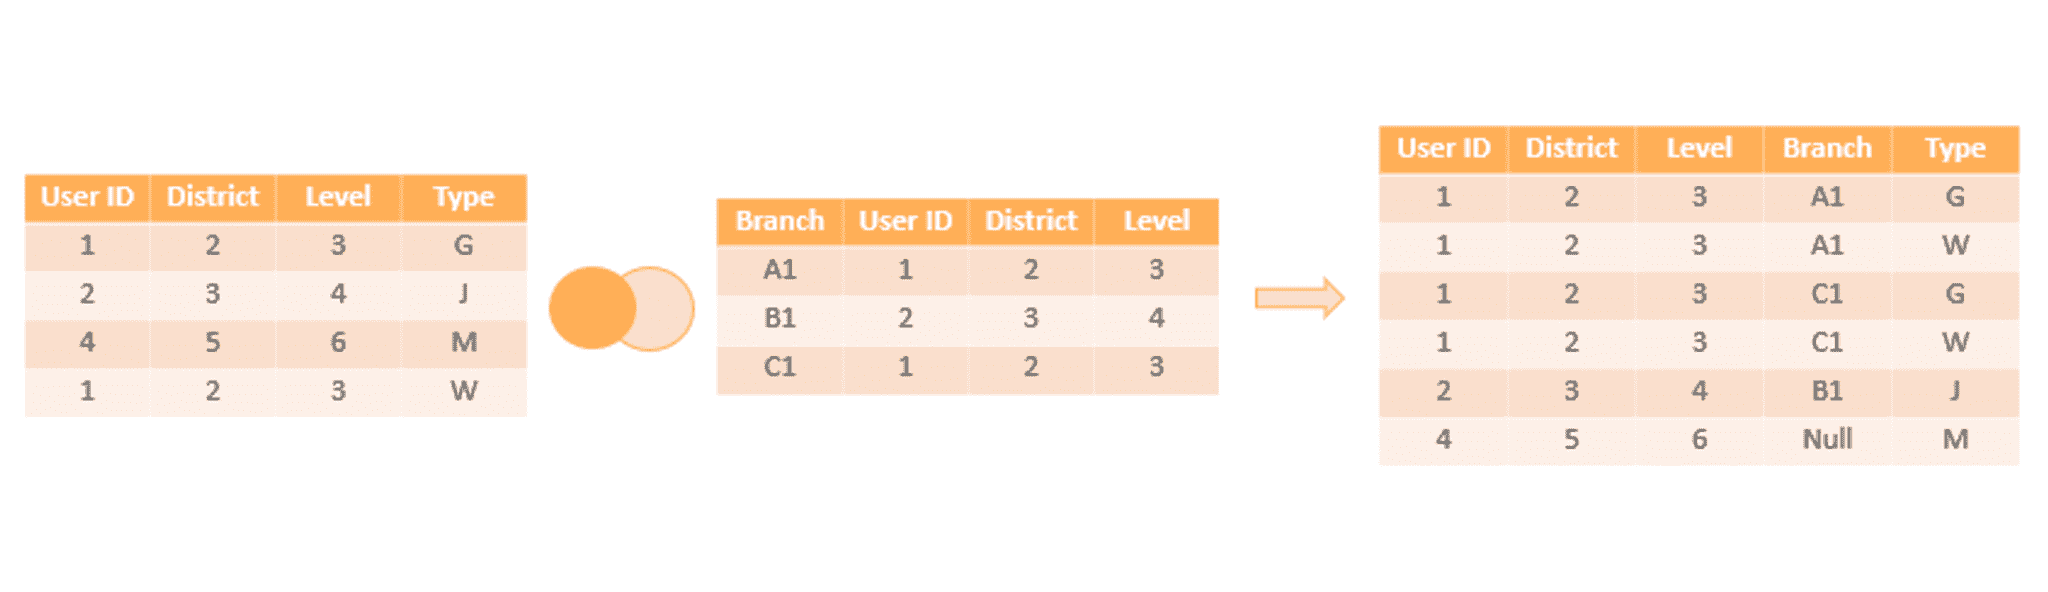 User ID District Level Type
1 2 3 G
2 3 4 J
4 5 6 M
1 2 3 W
Branch User ID District Level
A1 1 2 3
B1 2 3 4
C1 1 2 3
User ID District Level Branch Type
1 2 3 A1 G
1 2 3 A1 W
1 2 3 C1 G
1 2 3 C1 W
2 3 4 B1 J
4 5 6 Null M